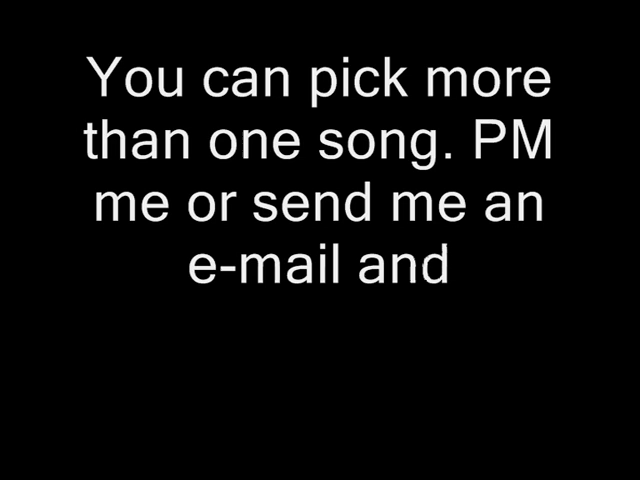 You can pick more
than one song. PM
me or send me an
e-mail and